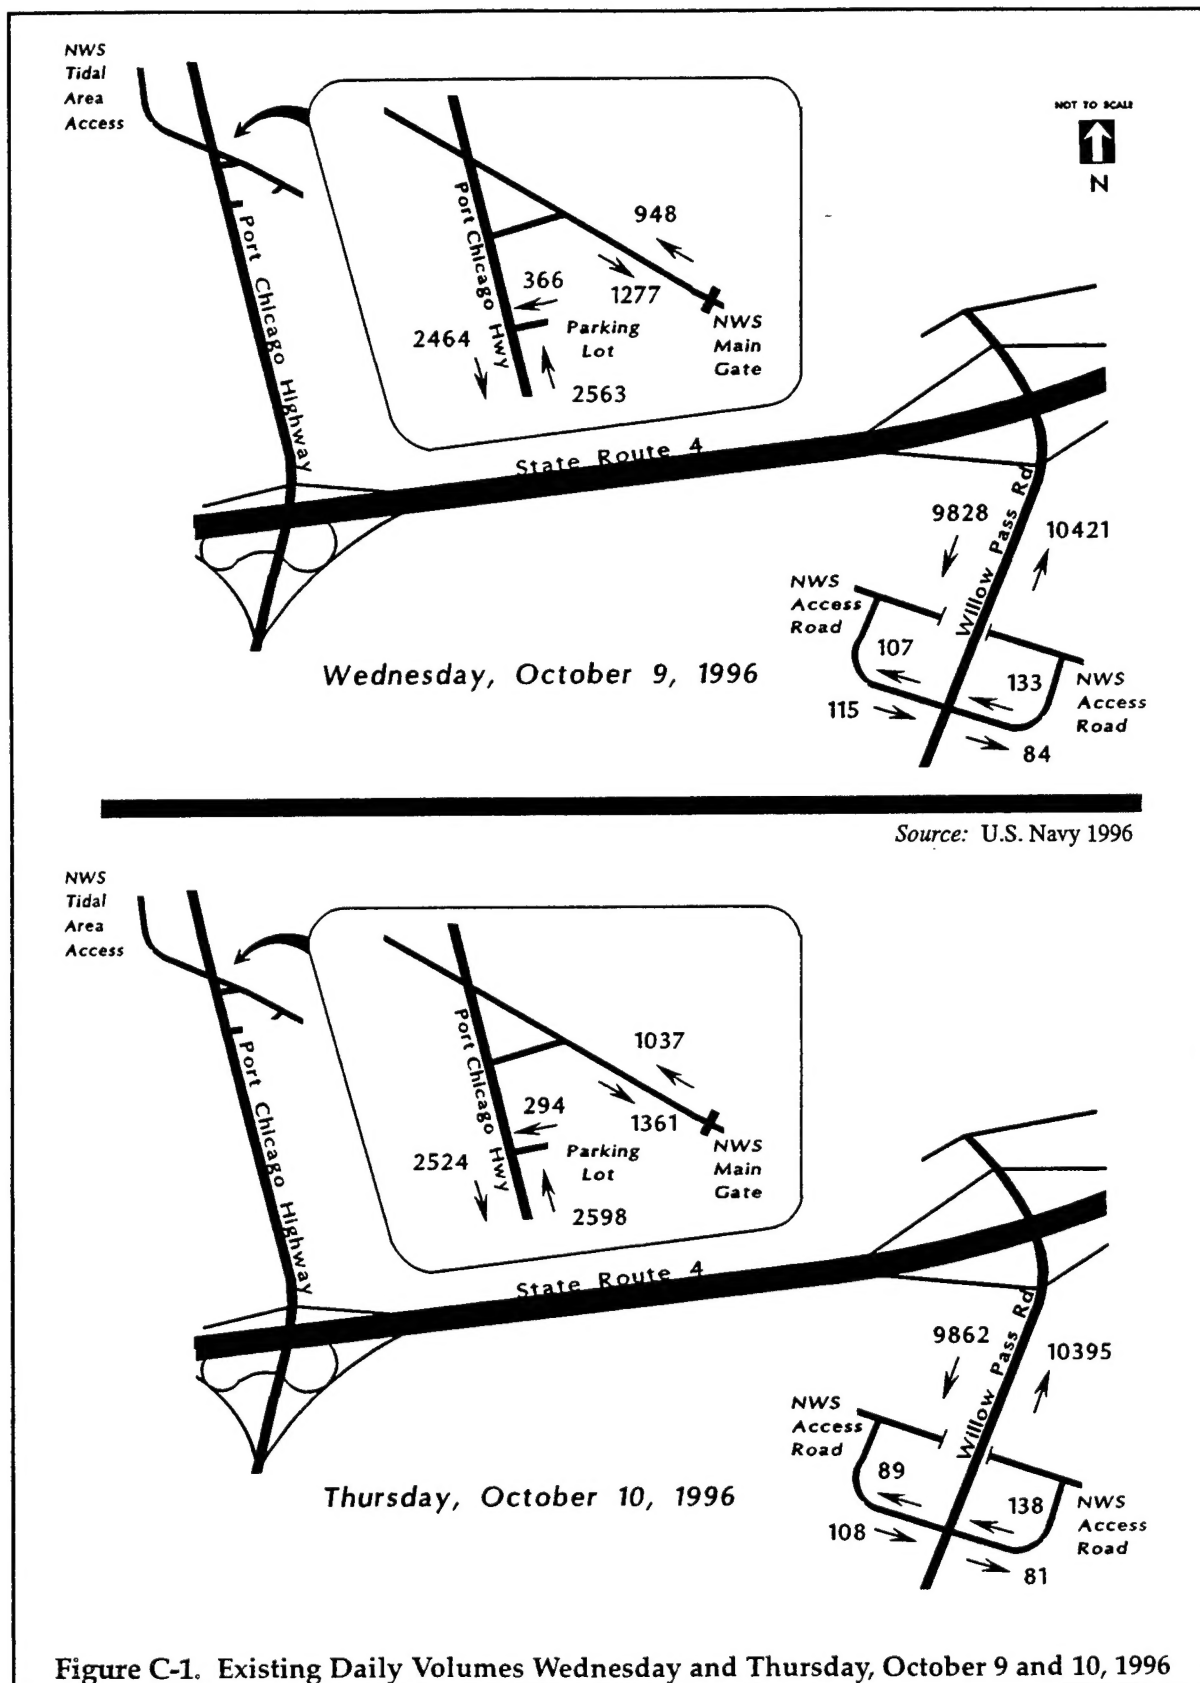 NWS
Tidal
Area
Access
NOT TO SCALE
N
Port Chicago Highway
Port Chicago Hwy
948
1277
366
2464
Parking
Lot
2563
NWS
Main
Gate
State Route 4
Willow Pass Rd
9828
10421
NWS
Access
Road
107
115
133
84
NWS
Access
Road
Wednesday, October 9, 1996
Source: U.S. Navy 1996
NWS
Tidal
Area
Access
Port Chicago Highway
Port Chicago Hwy
1037
1361
294
2524
Parking
Lot
2598
NWS
Main
Gate
State Route 4
Willow Pass Rd
9862
10395
NWS
Access
Road
89
108
138
81
NWS
Access
Road
Thursday, October 10, 1996
Figure C-1. Existing Daily Volumes Wednesday and Thursday, October 9 and 10, 1996